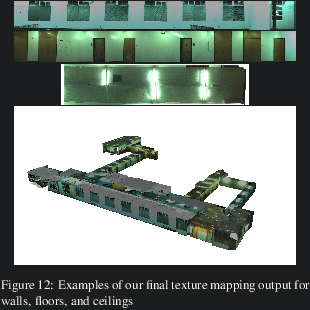 Figure 12: Examples of our final texture mapping output for
walls, floors, and ceilings